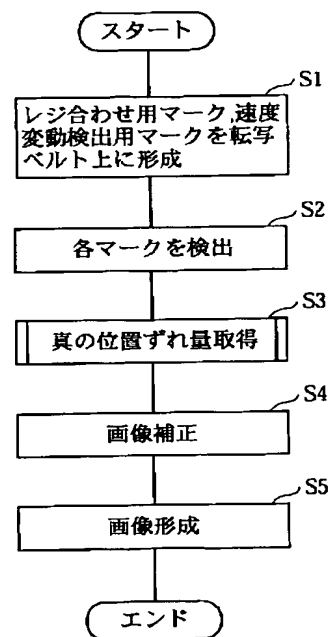 スタート
S1
レジ合わせ用マーク,速度
変動検出用マークを転写
ベルト上に形成
S2
各マークを検出
S3
真の位置ずれ量取得
S4
画像補正
S5
画像形成
エンド